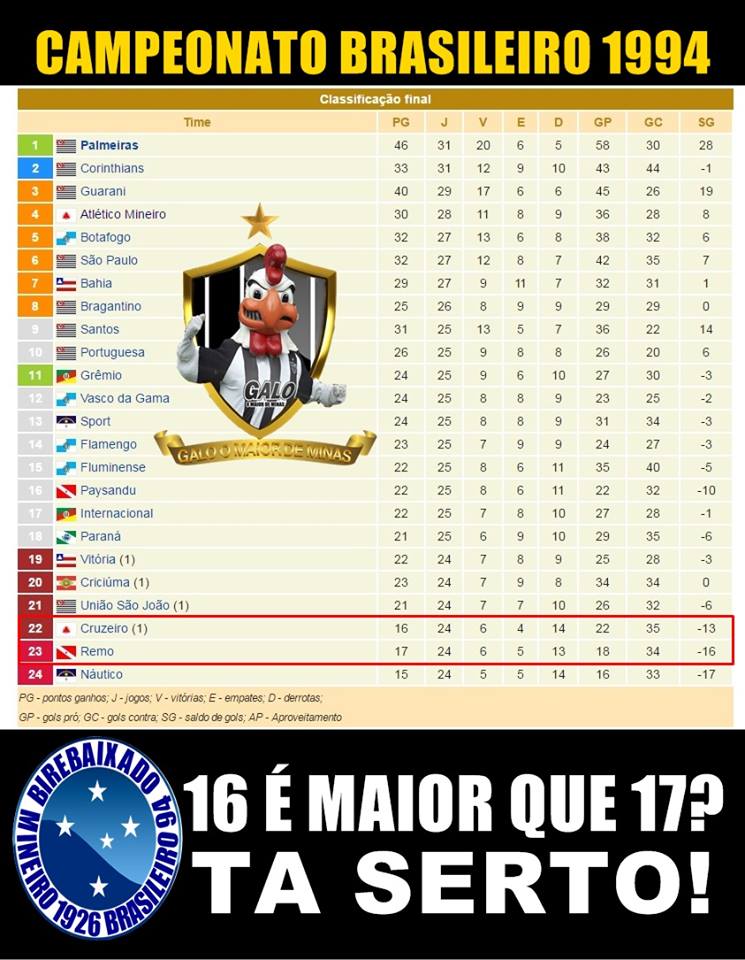 CAMPEONATO BRASILEIRO 1994
Classificação final
Time PG J V E D GP GC SG
1 Palmeiras 46 31 20 6 5 58 30 28
2 Corinthians 33 31 12 9 10 43 44 -1
3 Guarani 40 29 17 6 6 45 26 19
4 Atlético Mineiro 30 28 11 8 9 36 28 8
5 Botafogo 32 27 13 6 8 38 32 6
6 São Paulo 32 27 12 8 7 42 35 7
7 Bahia 29 27 9 11 7 32 31 1
8 Bragantino 25 26 8 9 9 29 29 0
9 Santos 31 25 13 5 7 36 22 14
10 Portuguesa 26 25 9 8 8 26 20 6
11 Grêmio 24 25 9 6 10 27 30 -3
12 Vasco da Gama 24 25 8 8 9 23 25 -2
13 Sport 24 25 8 8 9 31 34 -3
14 Flamengo 23 25 7 9 9 24 27 -3
15 Fluminense 22 25 8 6 11 35 40 -5
16 Paysandu 22 25 8 6 11 22 32 -10
17 Internacional 22 25 7 8 10 27 28 -1
18 Paraná 21 25 6 9 10 29 35 -6
19 Vitória (1) 22 24 7 8 9 25 28 -3
20 Criciúma (1) 23 24 7 9 8 34 34 0
21 União São João (1) 21 24 7 7 10 26 32 -6
22 Cruzeiro (1) 16 24 6 4 14 22 35 -13
23 Remo 17 24 6 5 13 18 34 -16
24 Náutico 15 24 5 5 14 16 33 -17
GALO
O MAIOR DE MINAS
GALO O MAIOR DE MINAS
PG - pontos ganhos; J - jogos; V - vitórias; E - empates; D - derrotas;
GP - gols pró; GC - gols contra; SG - saldo de gols; AP - Aproveitamento
BIREBAIXADO
MINEIRO 1926 BRASILEIRO 94
16 É MAIOR QUE 17?
TA SERTO!